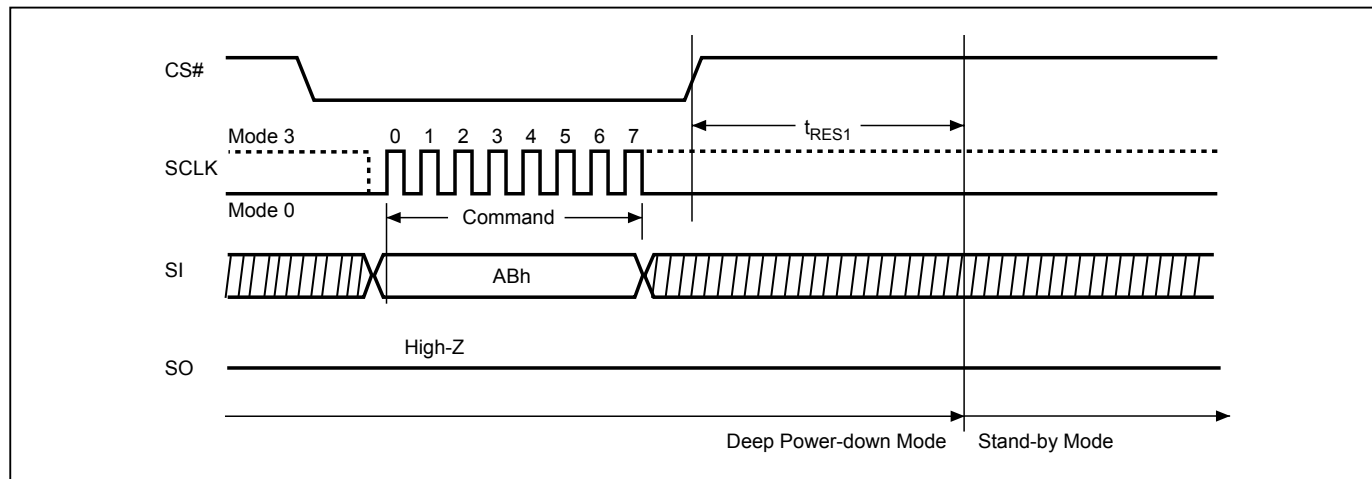 CS#
tRES1
Mode 3 0 1 2 3 4 5 6 7
SCLK
Mode 0
Command
SI
ABh
High-Z
SO
Deep Power-down Mode Stand-by Mode